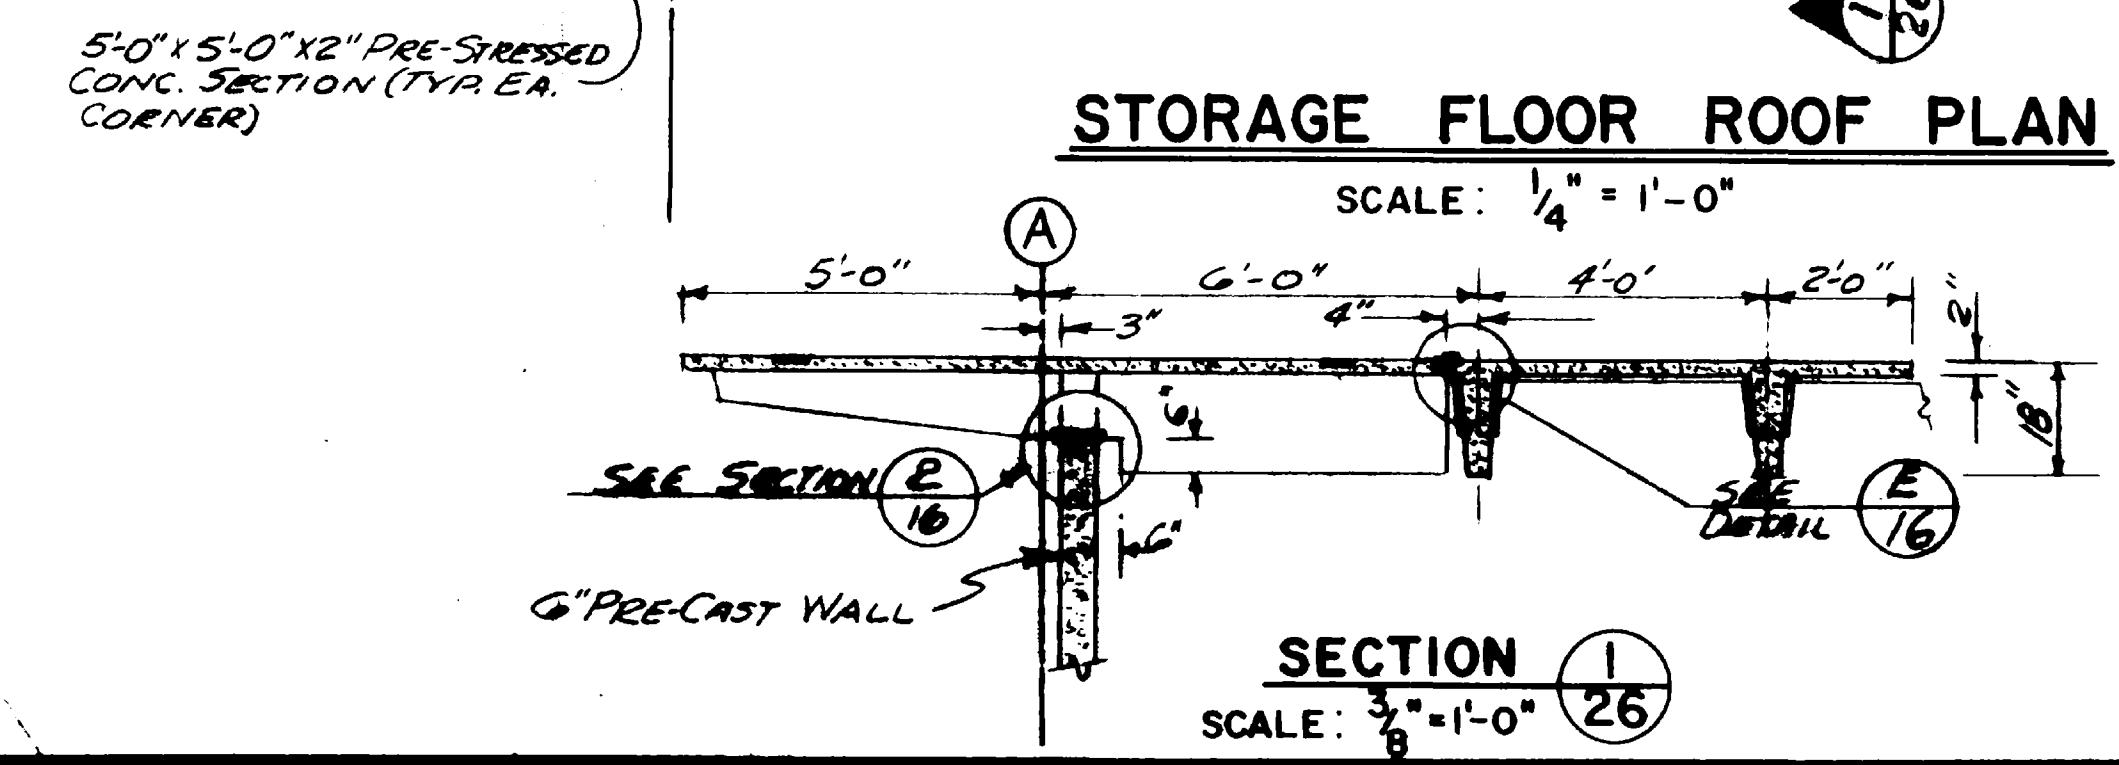 5'-0" x 5'-0" x 2" PRE-STRESSED
CONC. SECTION (TYP. EA.
CORNER)
1
26
STORAGE FLOOR ROOF PLAN
SCALE: 1/4" = 1'-0"
A
5'-0" 6'-0" 4'-0' 2'-0"
3" 4" 2"
6" 18"
SEE SECTION 2
16
SEE
DETAIL E
16
6"
6" PRE-CAST WALL
SECTION 1
26
SCALE: 3/8" = 1'-0"